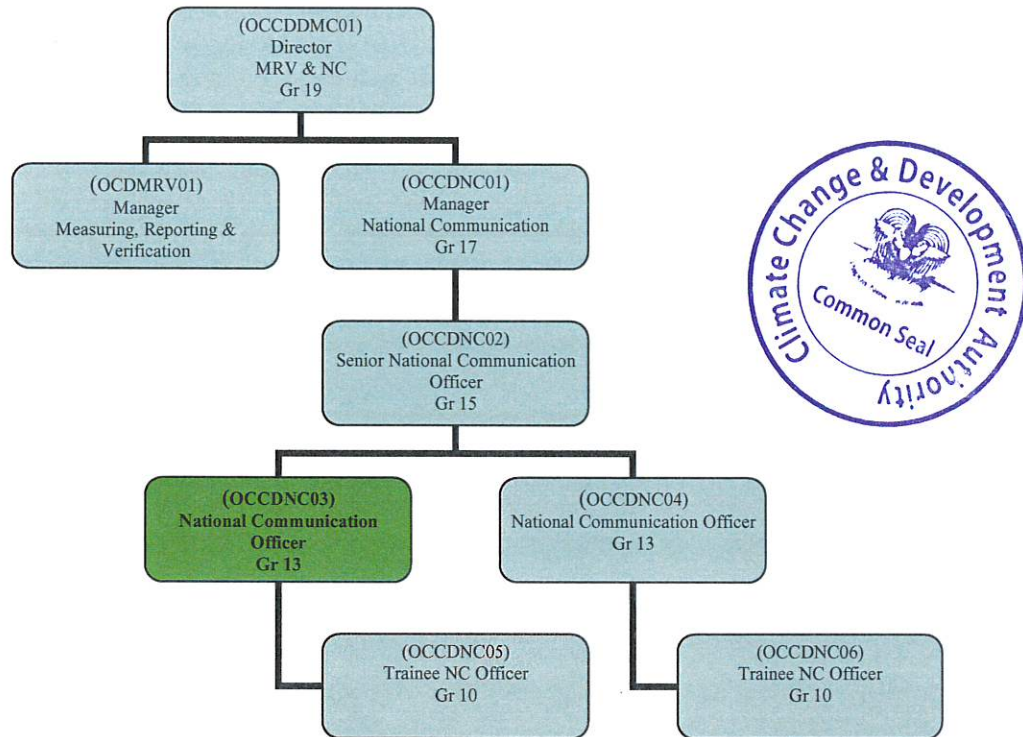 (OCCDDMC01)
Director
MRV & NC
Gr 19
(OCDMRV01)
Manager
Measuring, Reporting &
Verification
(OCCDNC01)
Manager
National Communication
Gr 17
Climate Change & Development Authority
Common Seal
(OCCDNC02)
Senior National Communication
Officer
Gr 15
(OCCDNC03)
National Communication
Officer
Gr 13
(OCCDNC04)
National Communication Officer
Gr 13
(OCCDNC05)
Trainee NC Officer
Gr 10
(OCCDNC06)
Trainee NC Officer
Gr 10